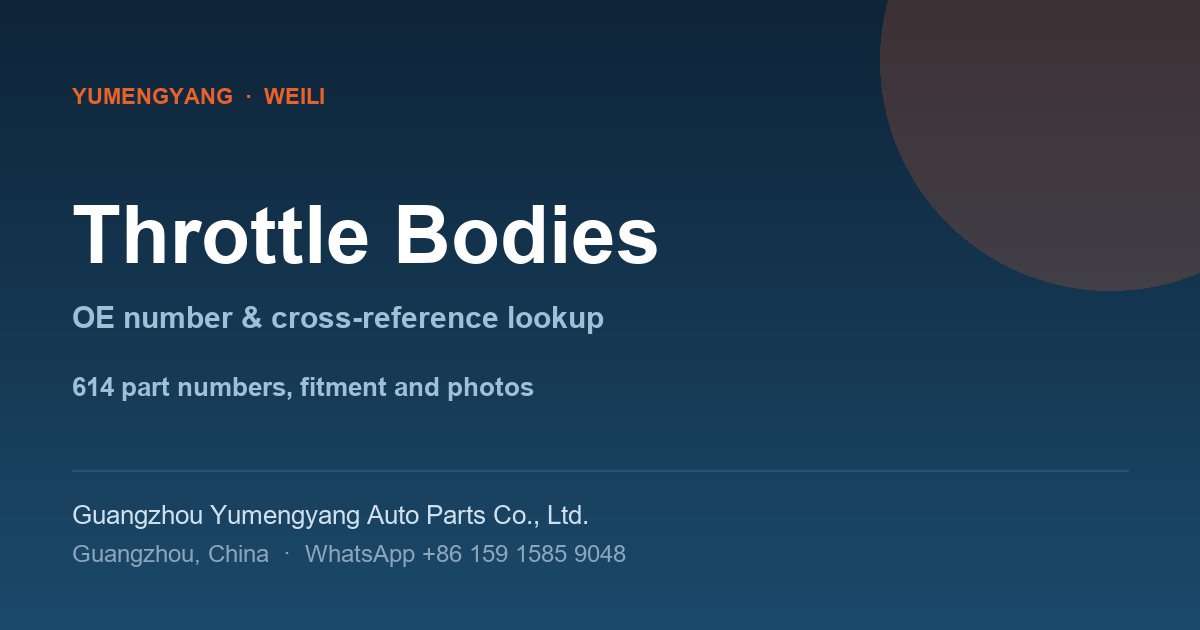 YUMENGYANG · WEILI
Throttle Bodies
OE number & cross-reference lookup
614 part numbers, fitment and photos
Guangzhou Yumengyang Auto Parts Co., Ltd.
Guangzhou, China · WhatsApp +86 159 1585 9048